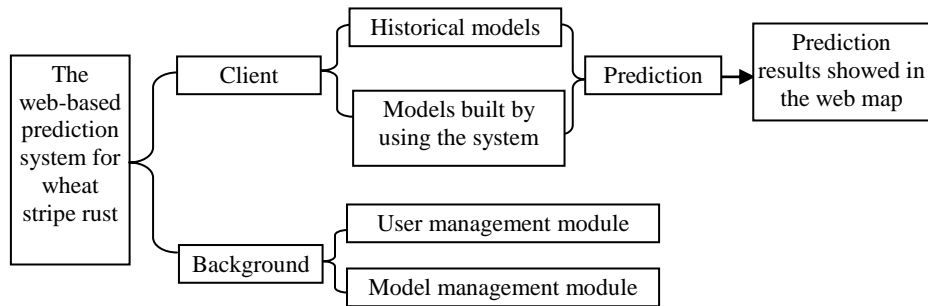 The
web-based
prediction
system for
wheat
stripe rust
Client
Historical models
Models built by
using the system
Prediction
Prediction
results showed in
the web map
Background
User management module
Model management module